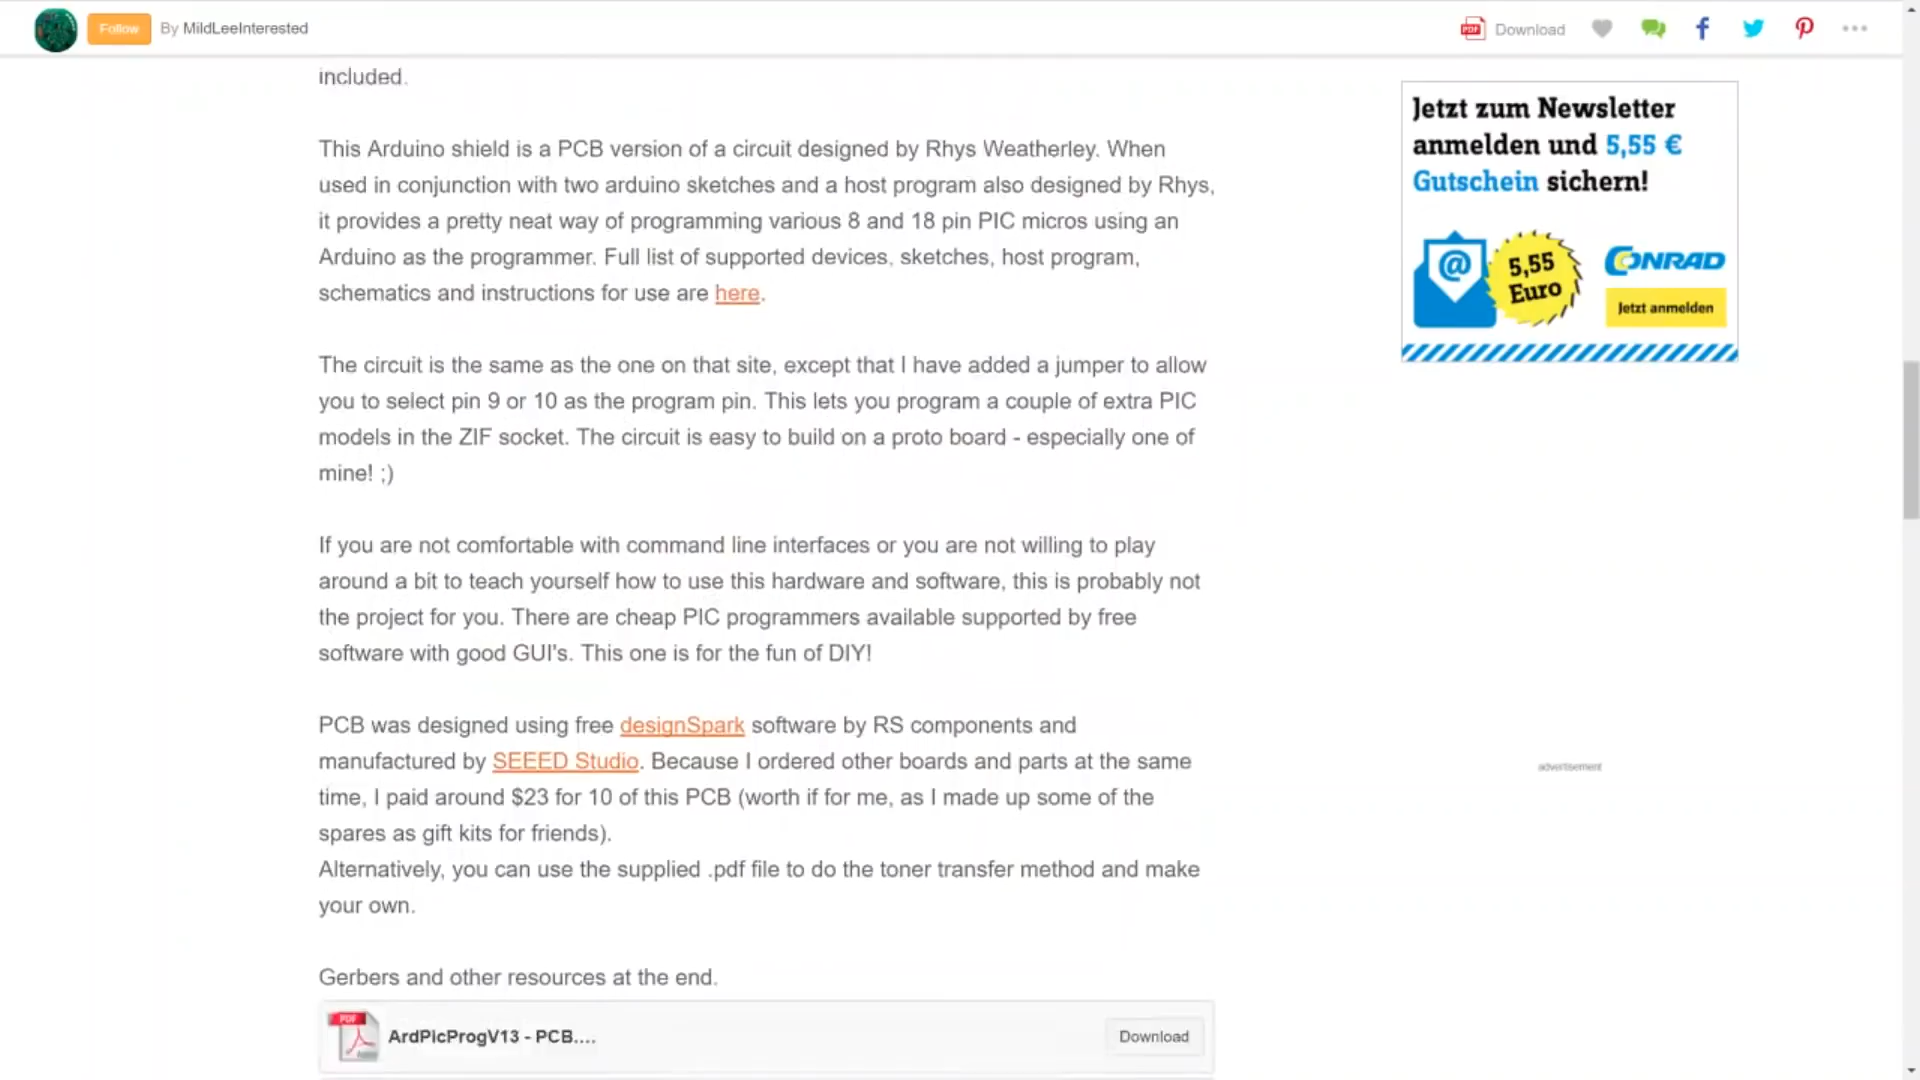 Follow By MildLeeInterested
PDF Download
included.
This Arduino shield is a PCB version of a circuit designed by Rhys Weatherley. When
used in conjunction with two arduino sketches and a host program also designed by Rhys,
it provides a pretty neat way of programming various 8 and 18 pin PIC micros using an
Arduino as the programmer. Full list of supported devices, sketches, host program,
schematics and instructions for use are here.
The circuit is the same as the one on that site, except that I have added a jumper to allow
you to select pin 9 or 10 as the program pin. This lets you program a couple of extra PIC
models in the ZIF socket. The circuit is easy to build on a proto board - especially one of
mine! ;)
If you are not comfortable with command line interfaces or you are not willing to play
around a bit to teach yourself how to use this hardware and software, this is probably not
the project for you. There are cheap PIC programmers available supported by free
software with good GUI's. This one is for the fun of DIY!
PCB was designed using free designSpark software by RS components and
manufactured by SEEED Studio. Because I ordered other boards and parts at the same
time, I paid around $23 for 10 of this PCB (worth if for me, as I made up some of the
spares as gift kits for friends).
Alternatively, you can use the supplied .pdf file to do the toner transfer method and make
your own.
Gerbers and other resources at the end.
PDF
Adobe
ArdPicProgV13 - PCB....
Download
Jetzt zum Newsletter
anmelden und 5,55 €
Gutschein sichern!
@
5,55
Euro
CONRAD
Jetzt anmelden
advertisement